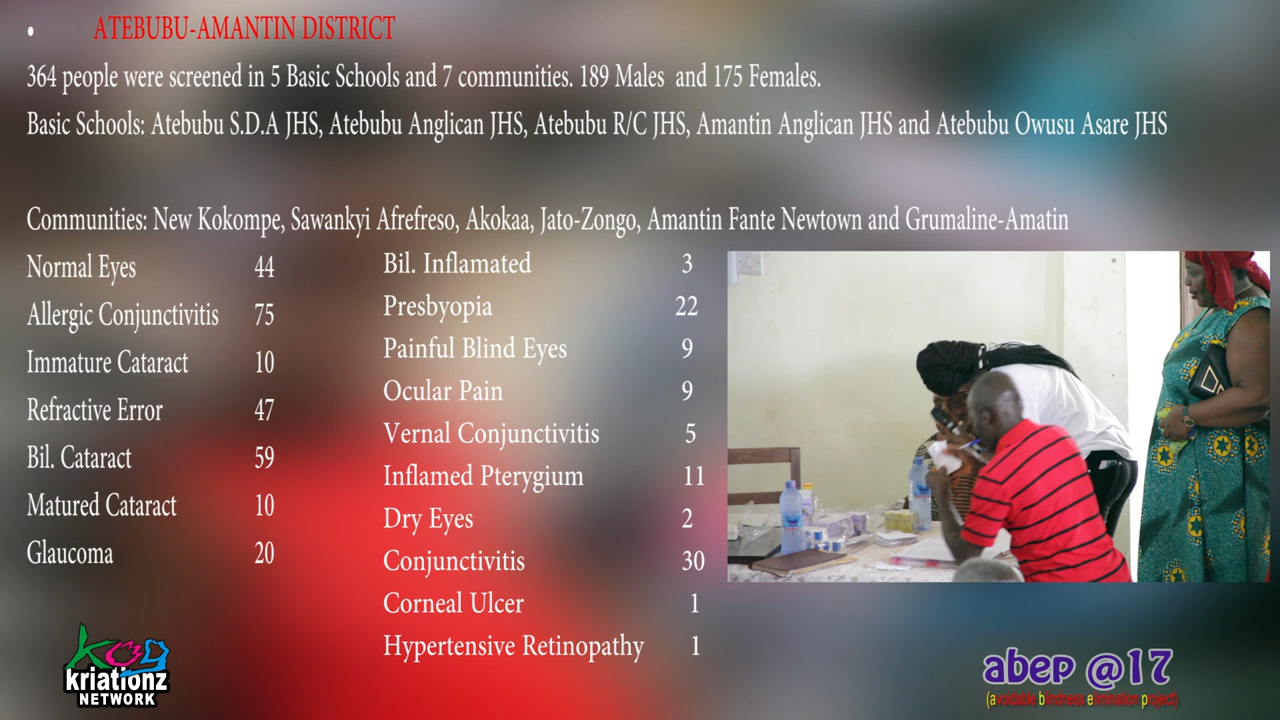 • ATEBUBU-AMANTIN DISTRICT
364 people were screened in 5 Basic Schools and 7 communities. 189 Males and 175 Females.
Basic Schools: Atebubu S.D.A JHS, Atebubu Anglican JHS, Atebubu R/C JHS, Amantin Anglican JHS and Atebubu Owusu Asare JHS
Communities: New Kokompe, Sawankyi Afrefreso, Akokaa, Jato-Zongo, Amantin Fante Newtown and Grumaline-Amatin
Normal Eyes 44
Allergic Conjunctivitis 75
Immature Cataract 10
Refractive Error 47
Bil. Cataract 59
Matured Cataract 10
Glaucoma 20
Bil. Inflamated 3
Presbyopia 22
Painful Blind Eyes 9
Ocular Pain 9
Vernal Conjunctivitis 5
Inflamed Pterygium 11
Dry Eyes 2
Conjunctivitis 30
Corneal Ulcer 1
Hypertensive Retinopathy 1
kriationz
NETWORK
abep @17
(avoidable blindness elimination project)